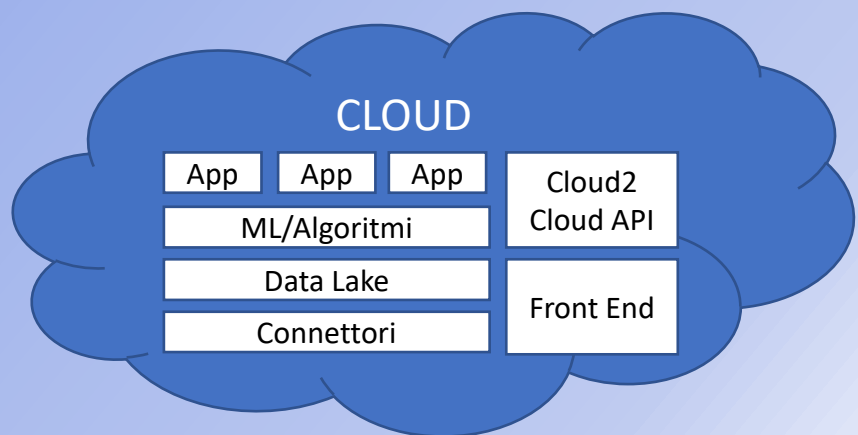 CLOUD
App
App
App
ML/Algoritmi
Data Lake
Connettori
Cloud2
Cloud API
Front End